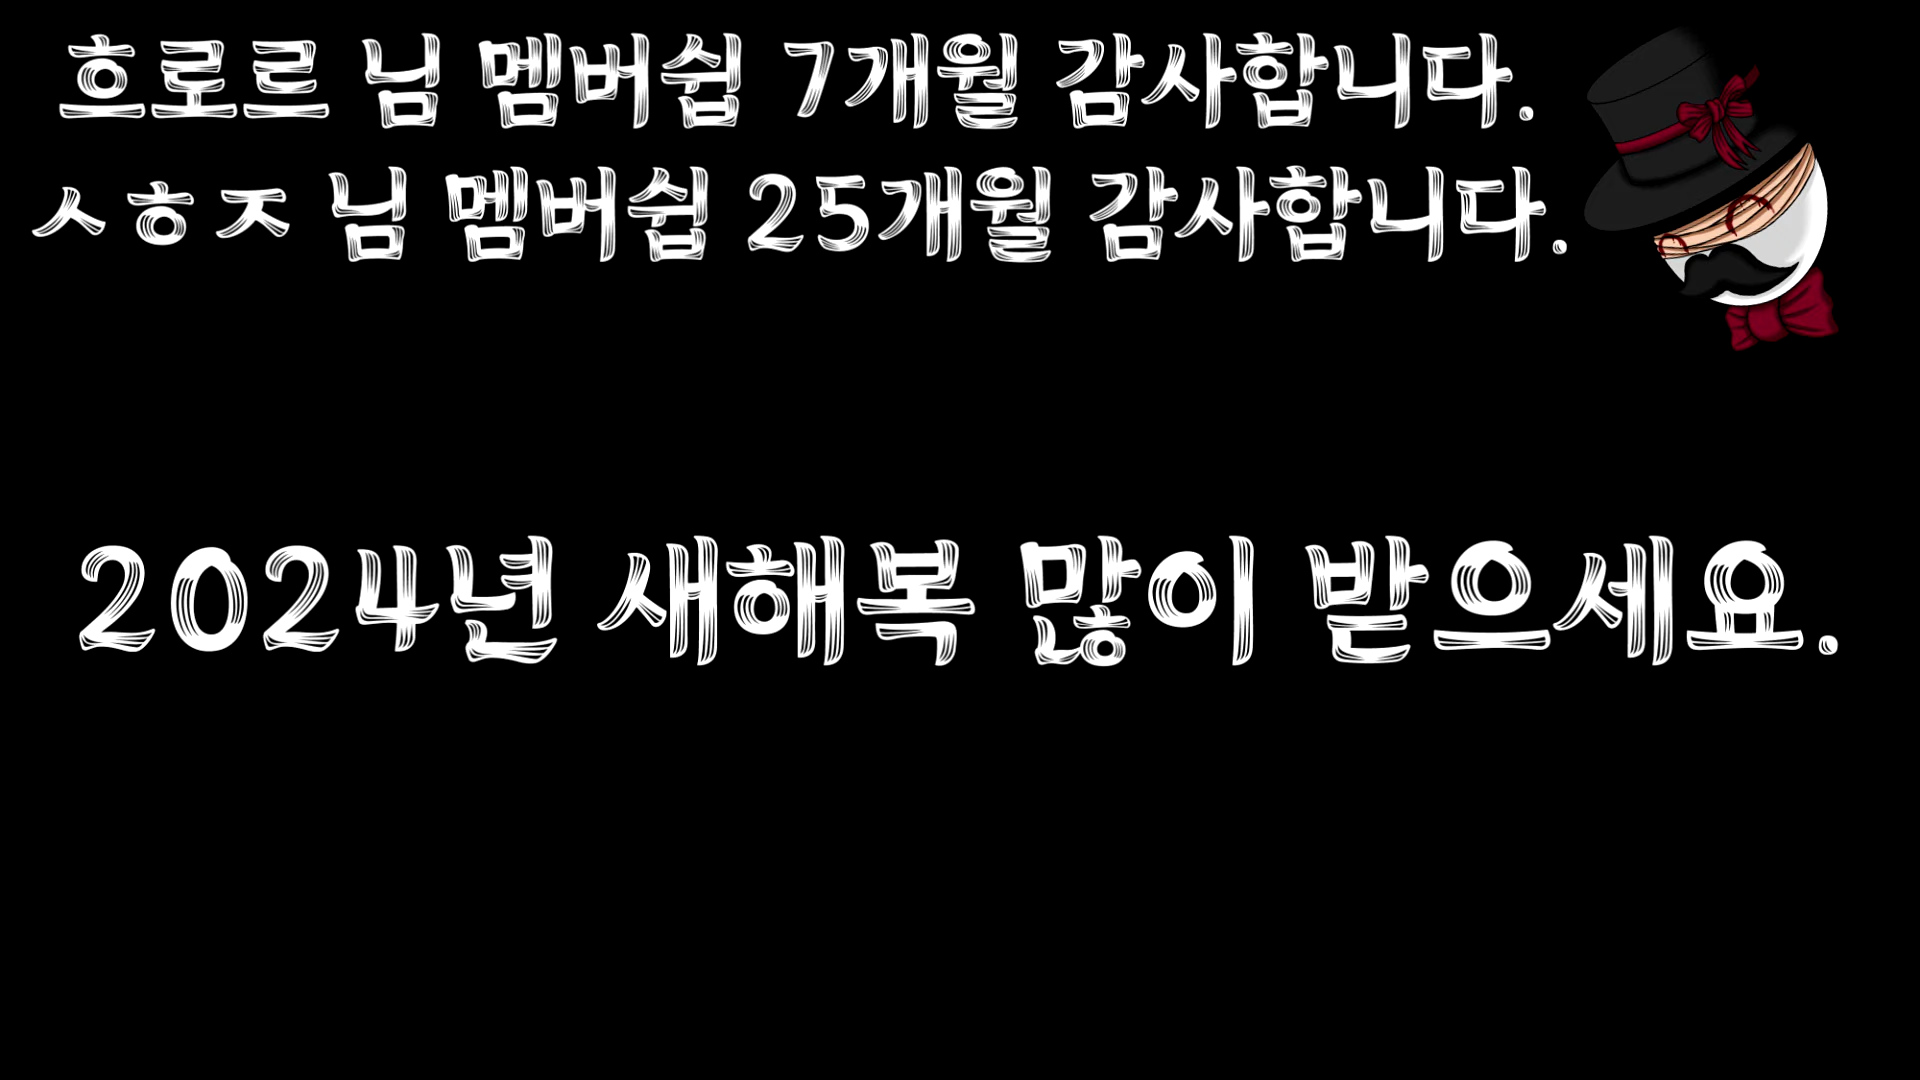 흐로르 님 멤버쉽 7개월 감사합니다.
ㅅㅎㅈ 님 멤버쉽 25개월 감사합니다.
2024년 새해복 많이 받으세요.